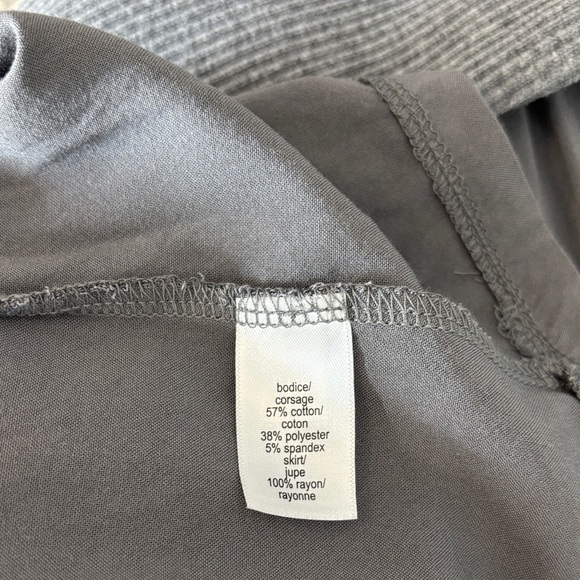 bodice/
corsage
57% cotton/
coton
38% polyester
5% spandex
skirt/
jupe
100% rayon/
rayonne